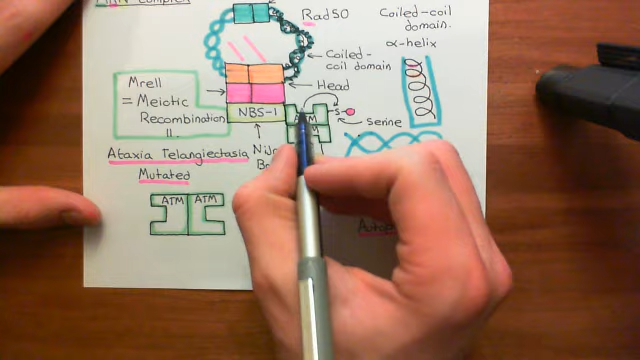 MRN complex
Rad50
Coiled-coil
domain.
α-helix
Coiled-
coil domain
Head
Mre11
= Meiotic
Recombination
11.
NBS-1
S
Serine
Ataxia Telangiectasia
Mutated
ATM ATM